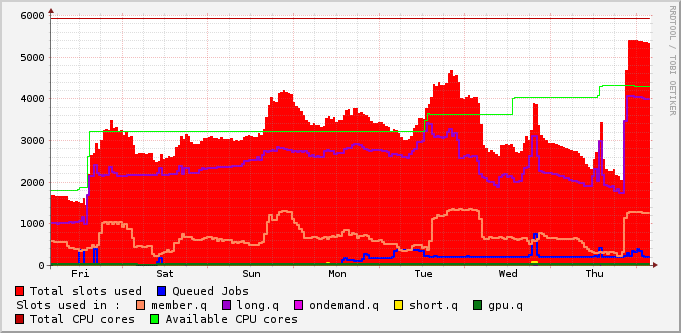 RRDTOOL / TOBI OETIKER
6000
5000
4000
3000
2000
1000
0
Fri Sat Sun Mon Tue Wed Thu
Total slots used Queued Jobs
Slots used in : member.q long.q ondemand.q short.q gpu.q
Total CPU cores Available CPU cores